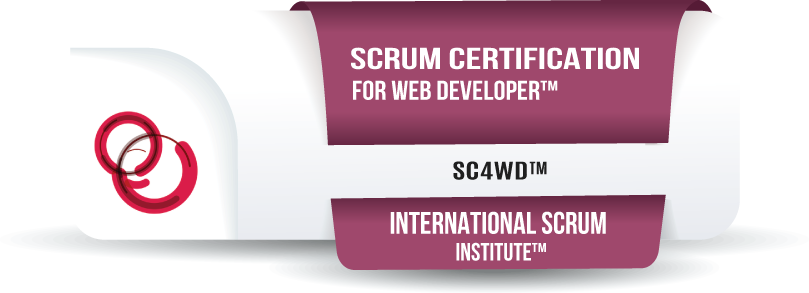 SCRUM CERTIFICATION
FOR WEB DEVELOPER™
SC4WD™
INTERNATIONAL SCRUM
INSTITUTE™